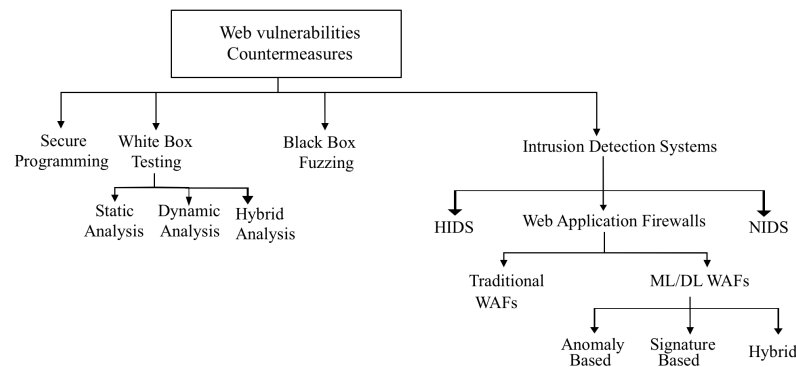 Web vulnerabilities
Countermeasures
Secure
Programming
White Box
Testing
Black Box
Fuzzing
Intrusion Detection Systems
Static
Analysis
Dynamic
Analysis
Hybrid
Analysis
HIDS
Web Application Firewalls
NIDS
Traditional
WAFs
ML/DL WAFs
Anomaly
Based
Signature
Based
Hybrid